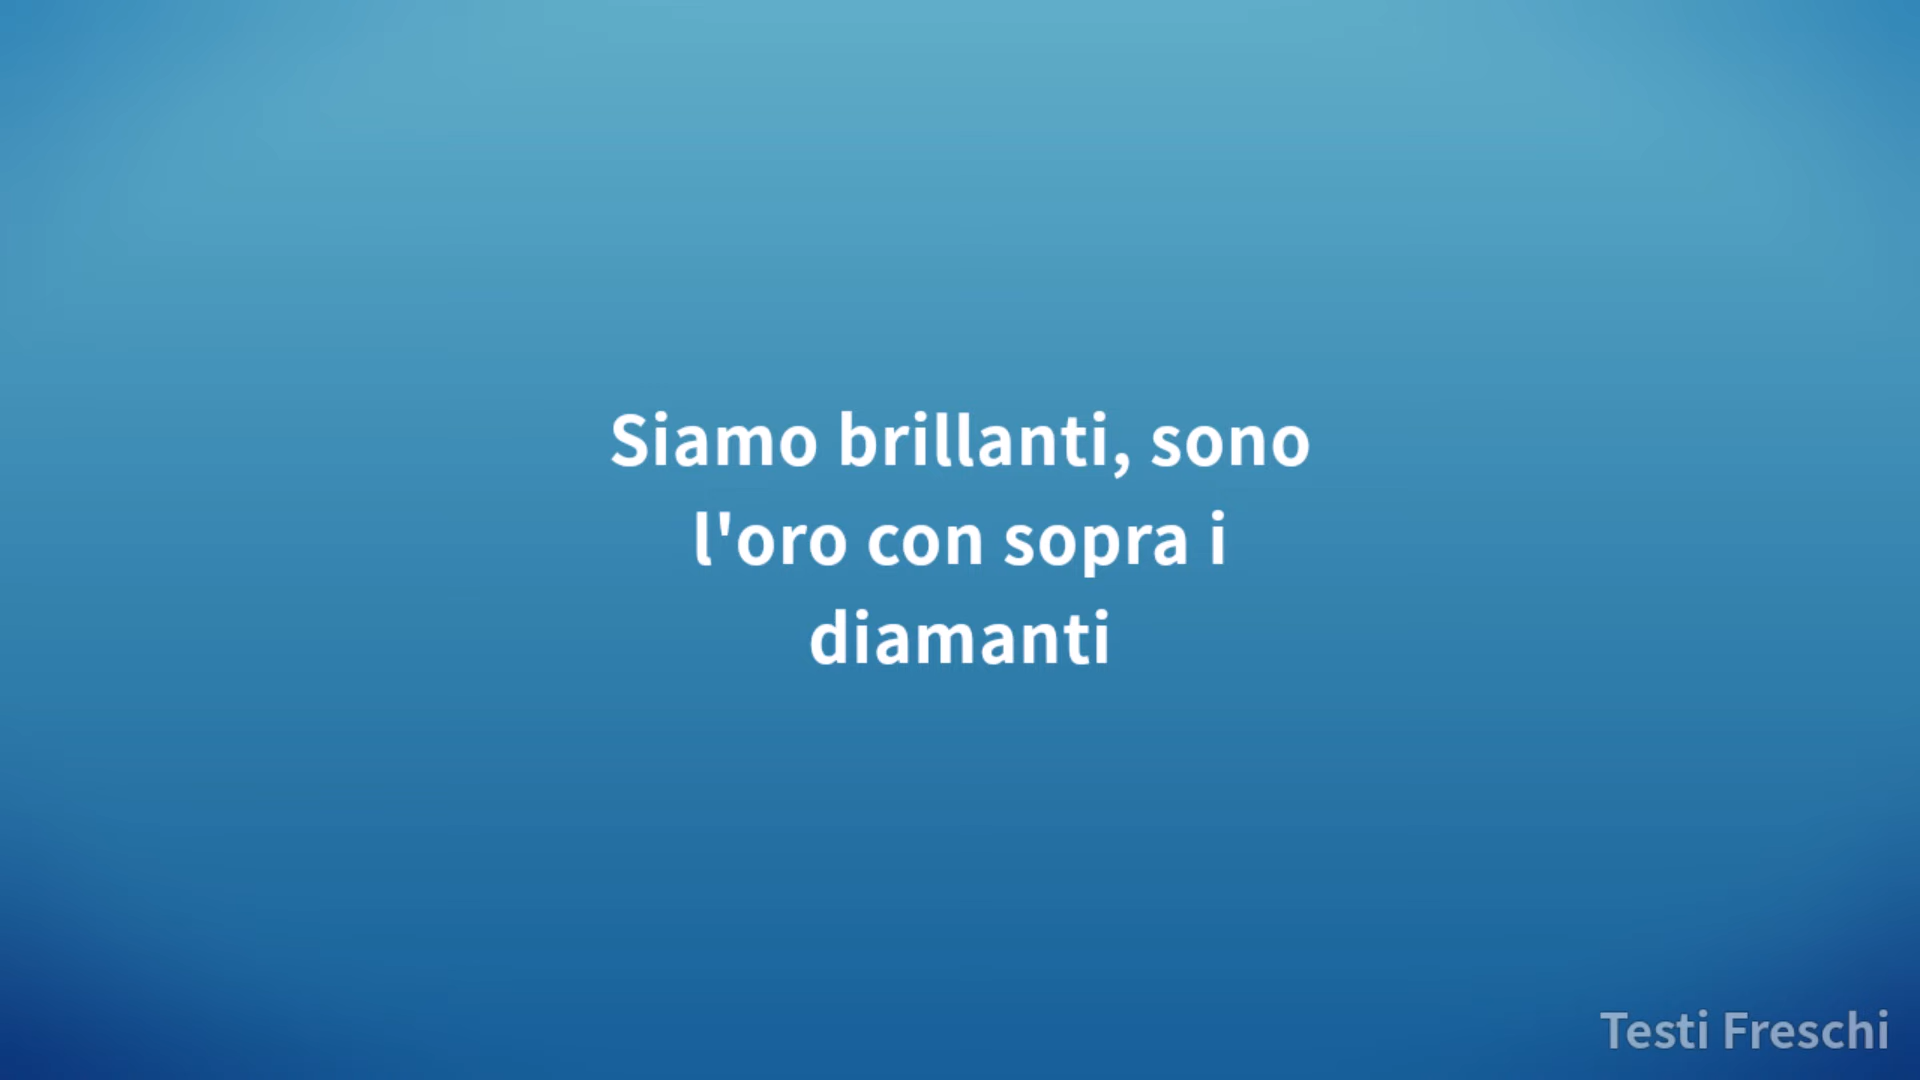 Siamo brillanti, sono
l'oro con sopra i
diamanti
Testi Freschi